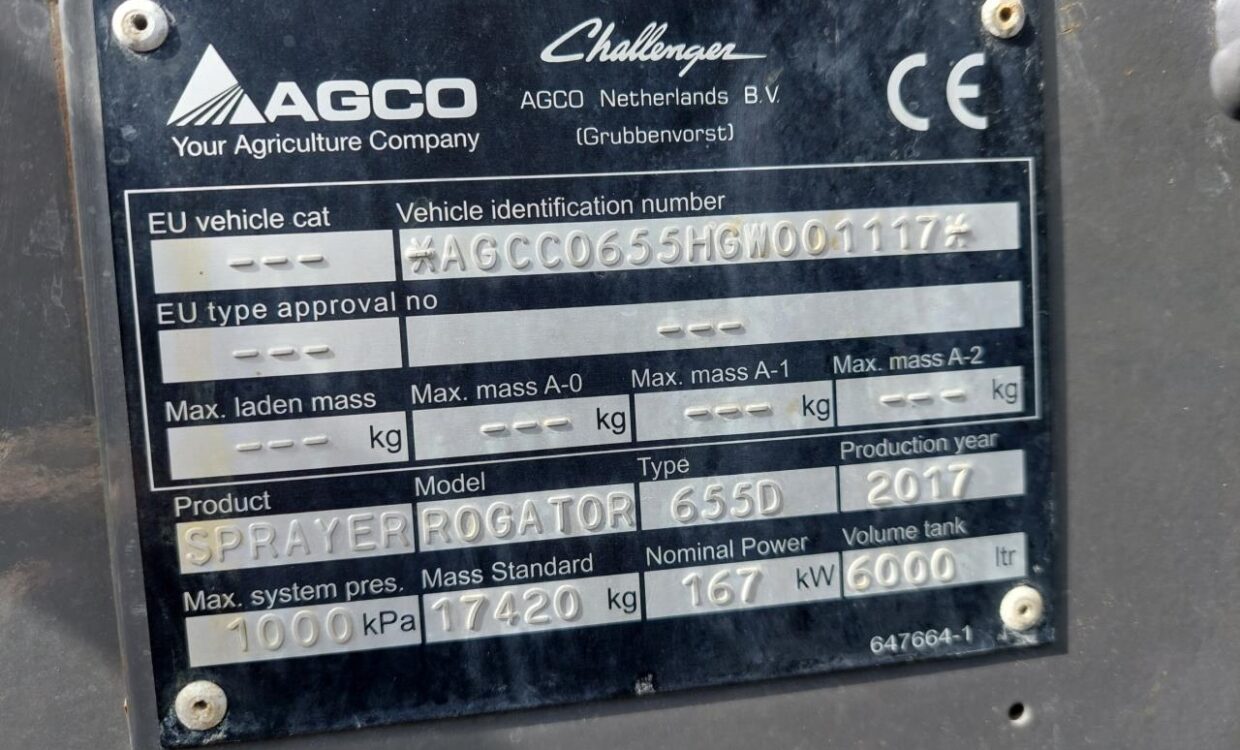 Challenger
AGCO
AGCO Netherlands B.V.
(Grubbenvorst)
CE
Your Agriculture Company
EU vehicle cat Vehicle identification number
--- *AGCC0655HGW001117*
EU type approval no
--- ---
Max. laden mass Max. mass A-0 Max. mass A-1 Max. mass A-2
--- kg --- kg --- kg --- kg
Product Model Type Production year
SPRAYER ROGATOR 655D 2017
Max. system pres. Mass Standard Nominal Power Volume tank
1000 kPa 17420 kg 167 kW 6000 ltr
647664-1